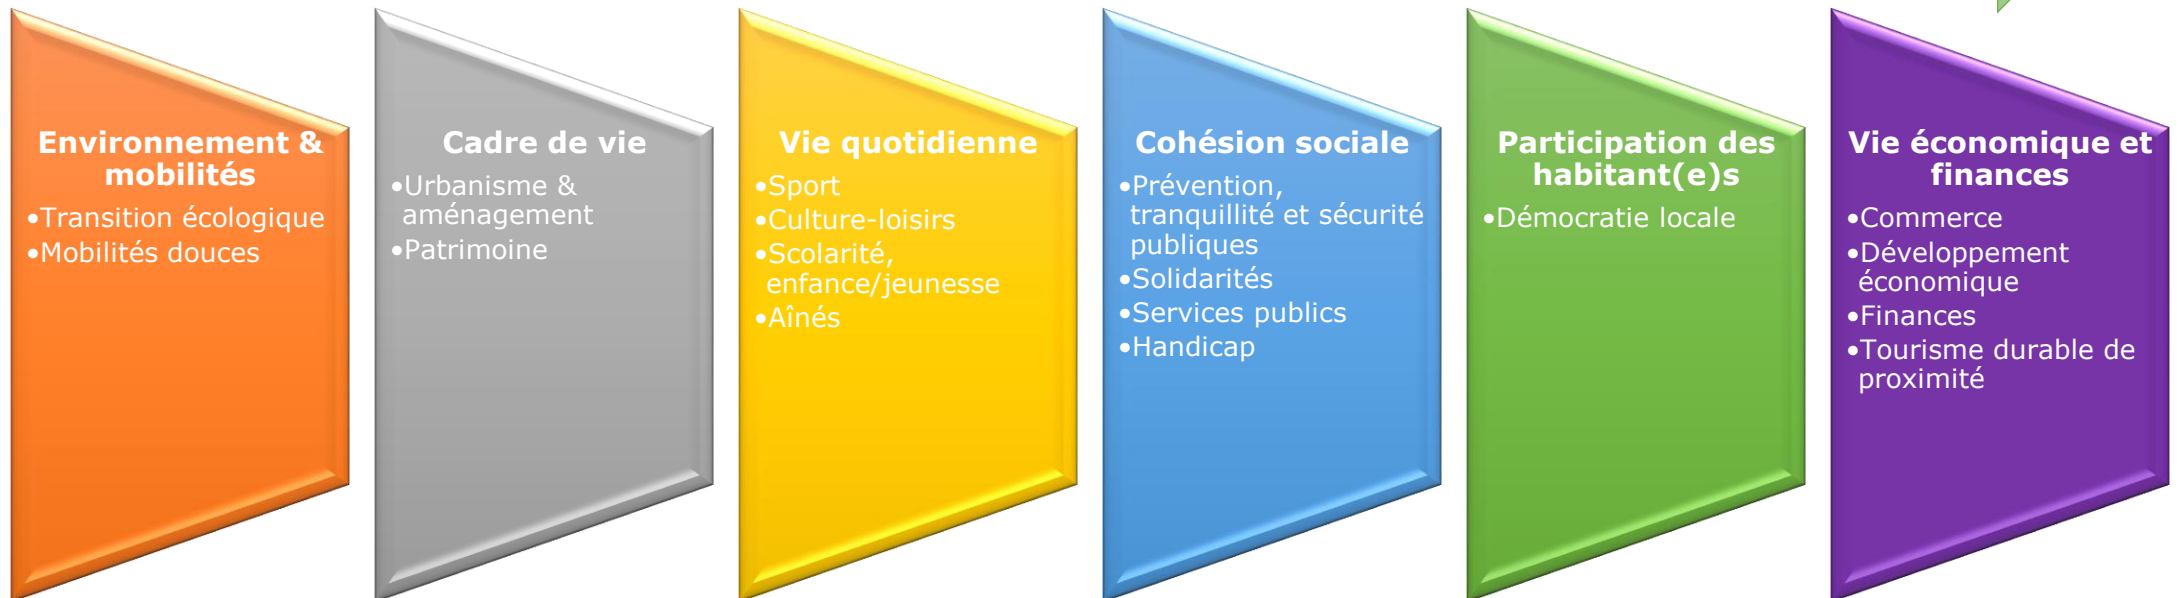 Environnement &
mobilités
•Transition écologique
•Mobilités douces
Cadre de vie
•Urbanisme &
aménagement
•Patrimoine
Vie quotidienne
•Sport
•Culture-loisirs
•Scolarité,
enfance/jeunesse
•Aînés
Cohésion sociale
•Prévention,
tranquillité et sécurité
publiques
•Solidarités
•Services publics
•Handicap
Participation des
habitant(e)s
•Démocratie locale
Vie économique et
finances
•Commerce
•Développement
économique
•Finances
•Tourisme durable de
proximité